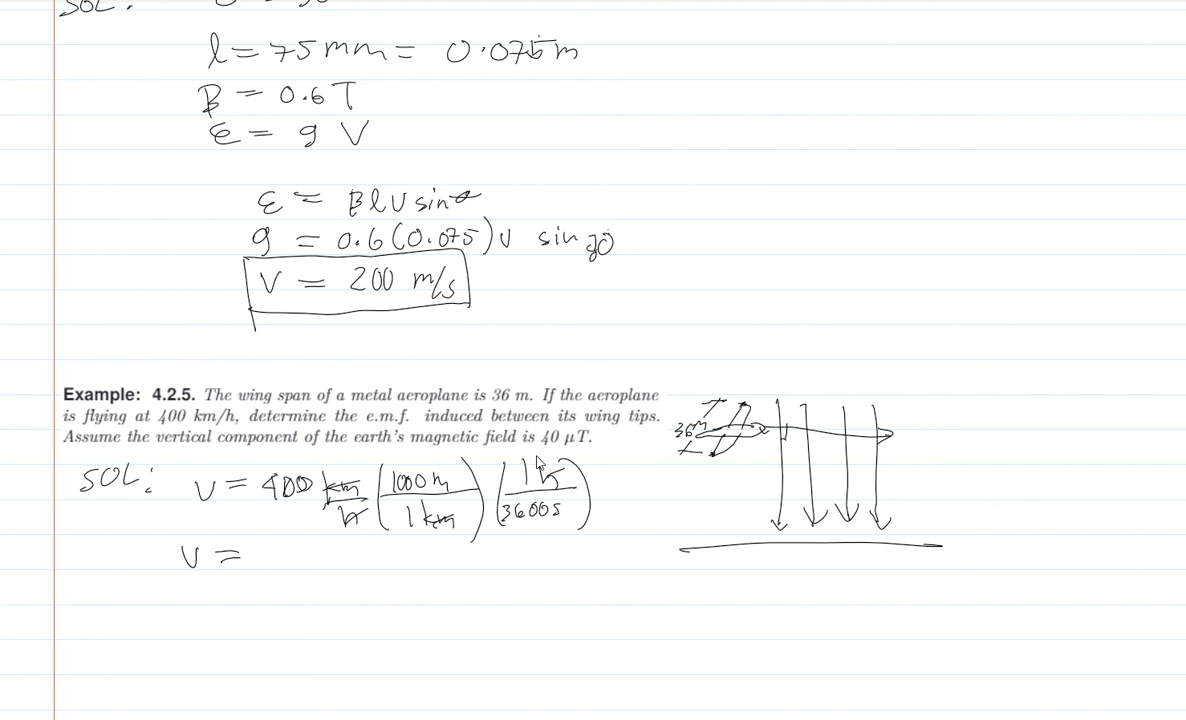 SOL:
l = 75 mm = 0.075 m
B = 0.6 T
ε = 9 V
ε = B l v sin θ
9 = 0.6 (0.075) v sin 90
V = 200 m/s
Example: 4.2.5. The wing span of a metal aeroplane is 36 m. If the aeroplane
is flying at 400 km/h, determine the e.m.f. induced between its wing tips.
Assume the vertical component of the earth's magnetic field is 40 μT.
36m
SOL: V = 400 km/h (1000 m / 1 km) (1 h / 3600 s)
V =